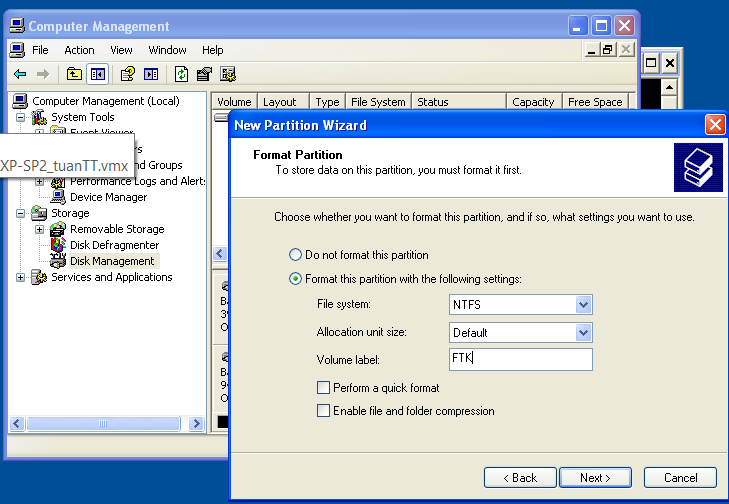 Computer Management
File Action View Window Help
Computer Management (Local)
System Tools
Event Viewer
XP-SP2_tuanTT.vmx
and Groups
Performance Logs and Alert:
Device Manager
Storage
Removable Storage
Disk Defragmenter
Disk Management
Services and Applications
Volume Layout Type File System Status Capacity Free Space
New Partition Wizard
Format Partition
To store data on this partition, you must format it first.
Choose whether you want to format this partition, and if so, what settings you want to use.
Do not format this partition
Format this partition with the following settings:
File system: NTFS
Allocation unit size: Default
Volume label: FTK
Perform a quick format
Enable file and folder compression
< Back Next > Cancel